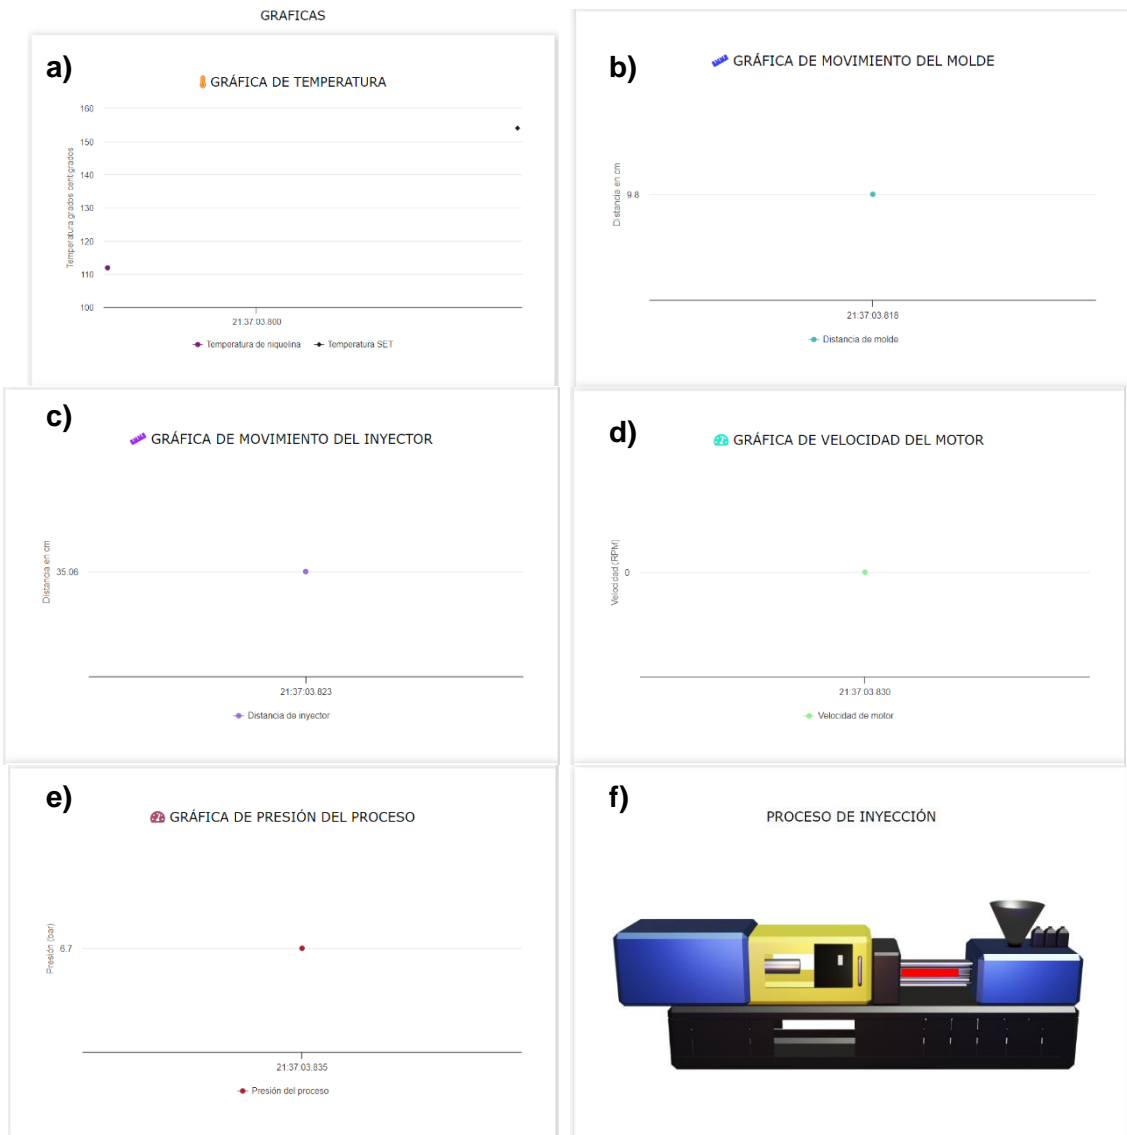 GRAFICAS
a)
GRÁFICA DE TEMPERATURA
Temperatura grados centigrados
160
150
140
130
120
110
100
21:37:03.800
Temperatura de niquelina
Temperatura SET
b)
GRÁFICA DE MOVIMIENTO DEL MOLDE
Distancia en cm
9.8
21:37:03.818
Distancia de molde
c)
GRÁFICA DE MOVIMIENTO DEL INYECTOR
Distancia en cm
35.06
21:37:03.823
Distancia de inyector
d)
GRÁFICA DE VELOCIDAD DEL MOTOR
Velocidad (RPM)
0
21:37:03.830
Velocidad de motor
e)
GRÁFICA DE PRESIÓN DEL PROCESO
Presión (bar)
6.7
21:37:03.835
Presión del proceso
f)
PROCESO DE INYECCIÓN